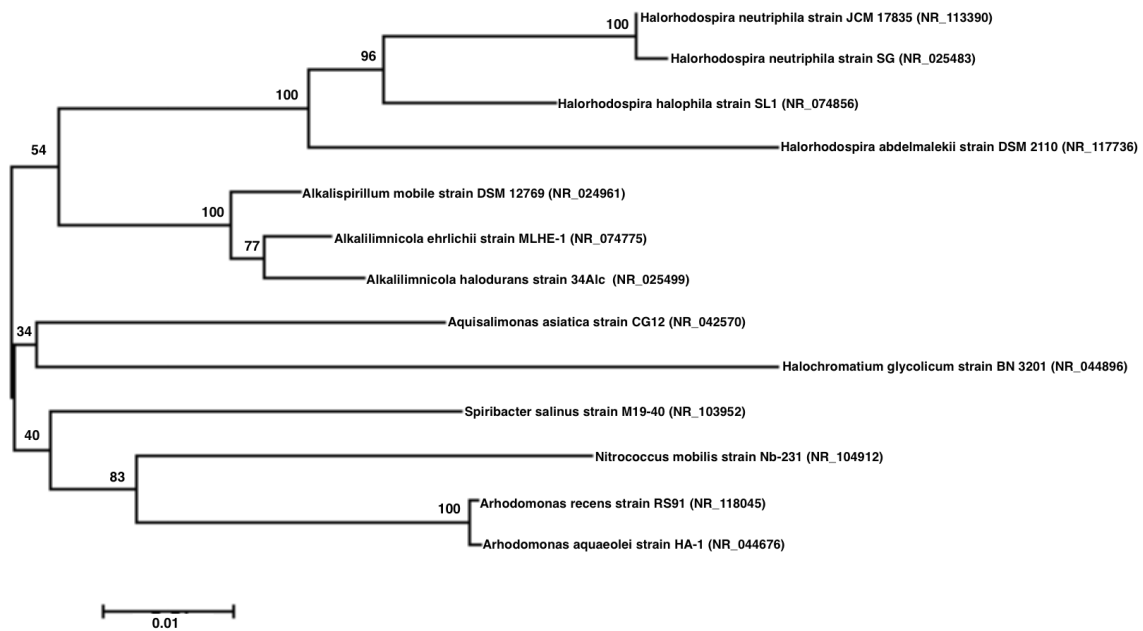 100
Halorhodospira neutriphila strain JCM 17835 (NR_113390)
96
Halorhodospira neutriphila strain SG (NR_025483)
100
Halorhodospira halophila strain SL1 (NR_074856)
54
Halorhodospira abdelmalekii strain DSM 2110 (NR_117736)
Alkalispirillum mobile strain DSM 12769 (NR_024961)
100
77
Alkalilimnicola ehrlichii strain MLHE-1 (NR_074775)
Alkalilimnicola halodurans strain 34Alc (NR_025499)
34
Aquisalimonas asiatica strain CG12 (NR_042570)
Halochromatium glycolicum strain BN 3201 (NR_044896)
40
Spiribacter salinus strain M19-40 (NR_103952)
83
Nitrococcus mobilis strain Nb-231 (NR_104912)
100
Arhodomonas recens strain RS91 (NR_118045)
Arhodomonas aquaeolei strain HA-1 (NR_044676)
0.01